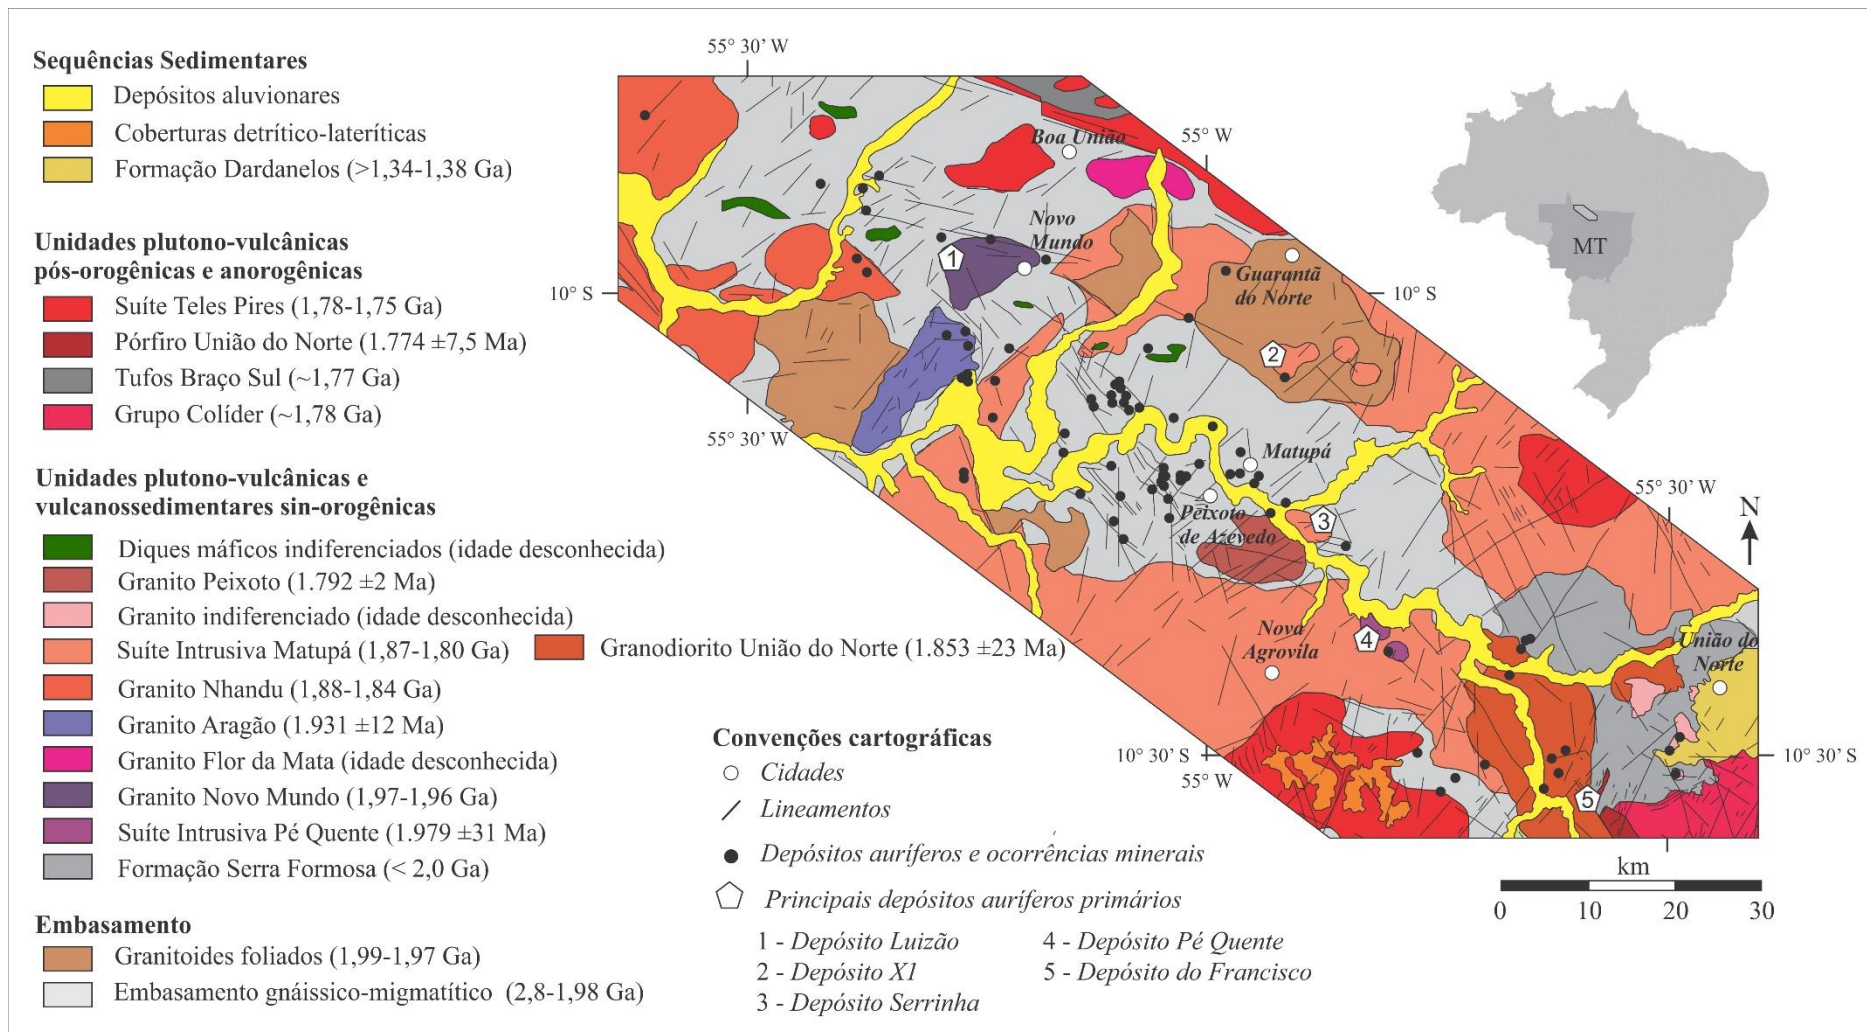 Sequências Sedimentares
Depósitos aluvionares
Coberturas detrítico-lateríticas
Formação Dardanelos (>1,34-1,38 Ga)
Unidades plutono-vulcânicas
pós-orogênicas e anorogênicas
Suíte Teles Pires (1,78-1,75 Ga)
Pórfiro União do Norte (1.774 ±7,5 Ma)
Tufos Braço Sul (~1,77 Ga)
Grupo Colíder (~1,78 Ga)
Unidades plutono-vulcânicas e
vulcanossedimentares sin-orogênicas
Diques máficos indiferenciados (idade desconhecida)
Granito Peixoto (1.792 ±2 Ma)
Granito indiferenciado (idade desconhecida)
Suíte Intrusiva Matupá (1,87-1,80 Ga)
Granodiorito União do Norte (1.853 ±23 Ma)
Granito Nhandu (1,88-1,84 Ga)
Granito Aragão (1.931 ±12 Ma)
Granito Flor da Mata (idade desconhecida)
Granito Novo Mundo (1,97-1,96 Ga)
Suíte Intrusiva Pé Quente (1.979 ±31 Ma)
Formação Serra Formosa (< 2,0 Ga)
Embasamento
Granitoides foliados (1,99-1,97 Ga)
Embasamento gnáissico-migmatítico (2,8-1,98 Ga)
55° 30' W
55° W
10° S
10° S
55° 30' W
55° 30' W
10° 30' S
55° W
10° 30' S
Boa União
Novo
Mundo
1
Guarantã
do Norte
2
Matupá
Peixoto
de Azevedo
3
Nova
Agrovila
4
União do
Norte
5
MT
N
km
0 10 20 30
Convenções cartográficas
Cidades
Lineamentos
Depósitos auríferos e ocorrências minerais
Principais depósitos auríferos primários
1 - Depósito Luizão
2 - Depósito X1
3 - Depósito Serrinha
4 - Depósito Pé Quente
5 - Depósito do Francisco